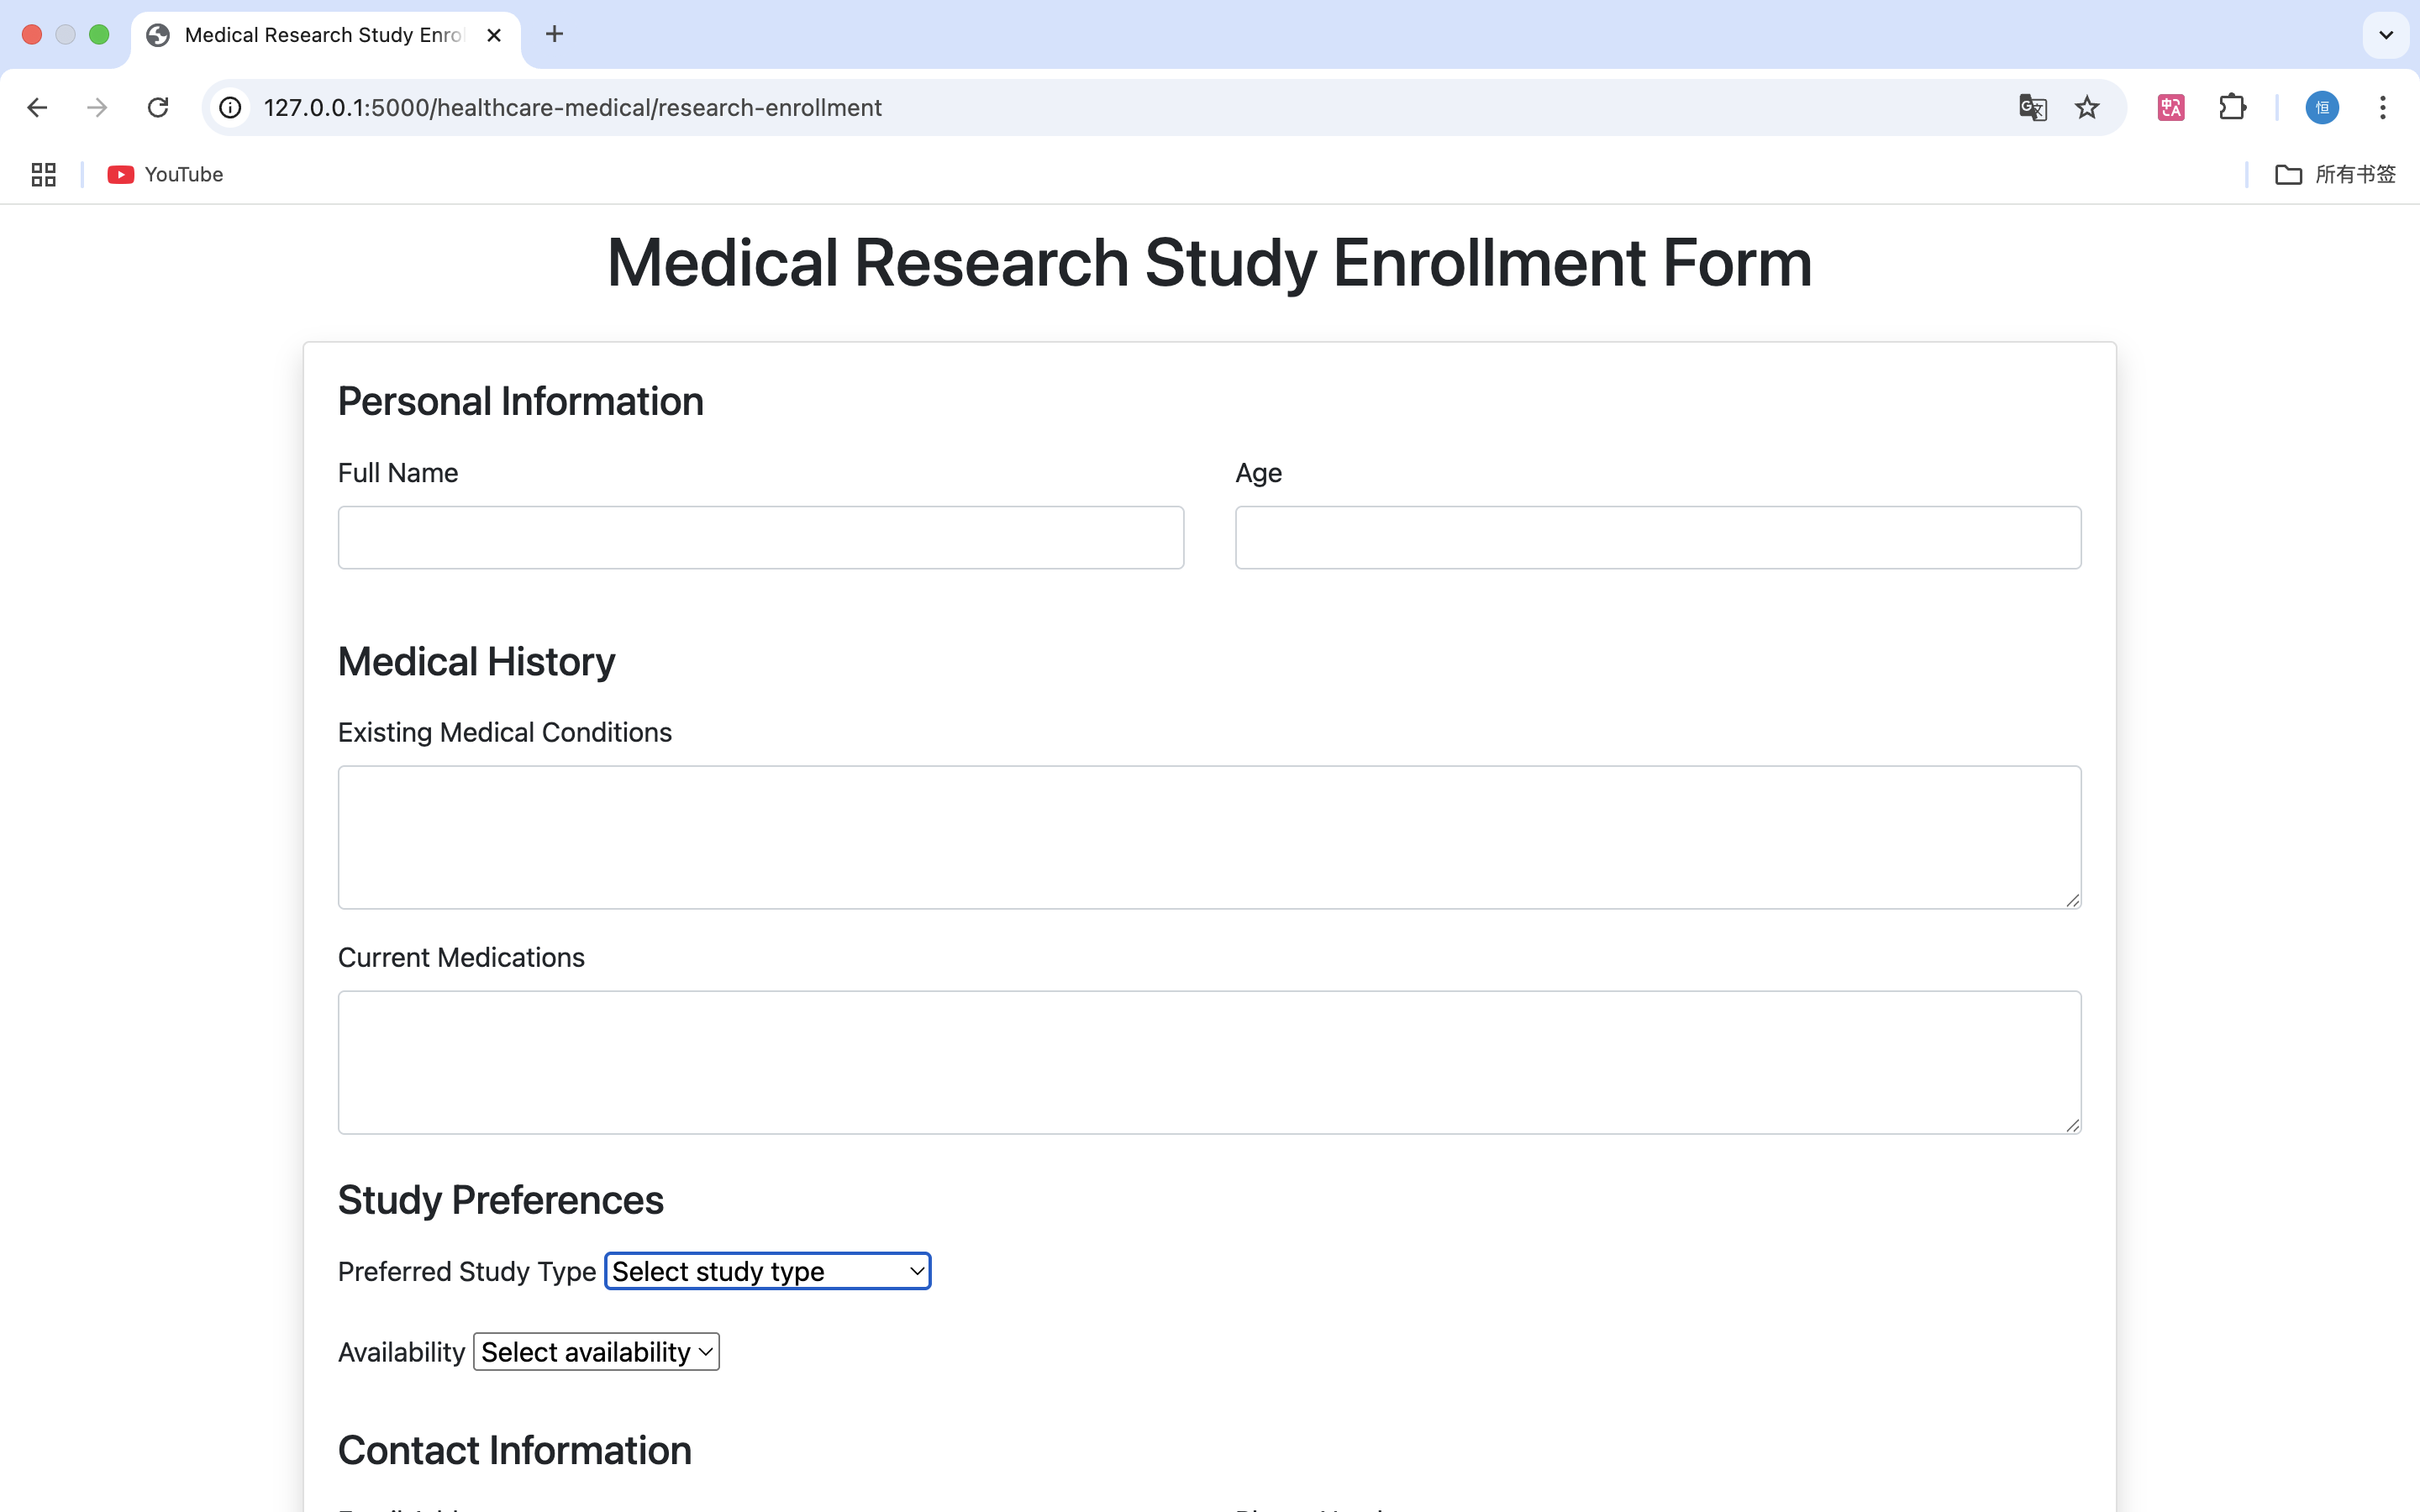 Medical Research Study Enrol
127.0.0.1:5000/healthcare-medical/research-enrollment
恒
YouTube
所有书签
Medical Research Study Enrollment Form
Personal Information
Full Name
Age
Medical History
Existing Medical Conditions
Current Medications
Study Preferences
Preferred Study Type Select study type
Availability Select availability
Contact Information